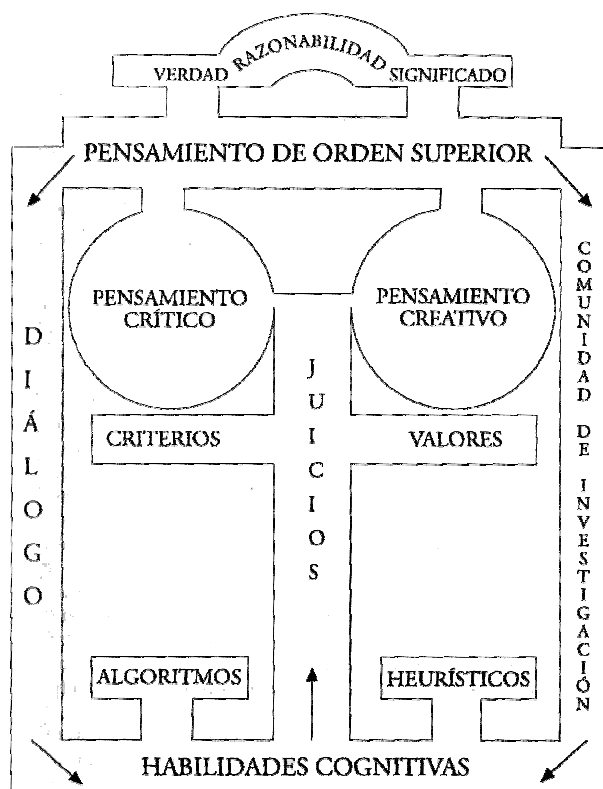 RAZONABILIDAD
VERDAD
SIGNIFICADO
PENSAMIENTO DE ORDEN SUPERIOR
PENSAMIENTO
CRÍTICO
PENSAMIENTO
CREATIVO
DIÁLOGO
JUICIOS
COMUNIDAD DE INVESTIGACIÓN
CRITERIOS
VALORES
ALGORITMOS
HEURÍSTICOS
HABILIDADES COGNITIVAS